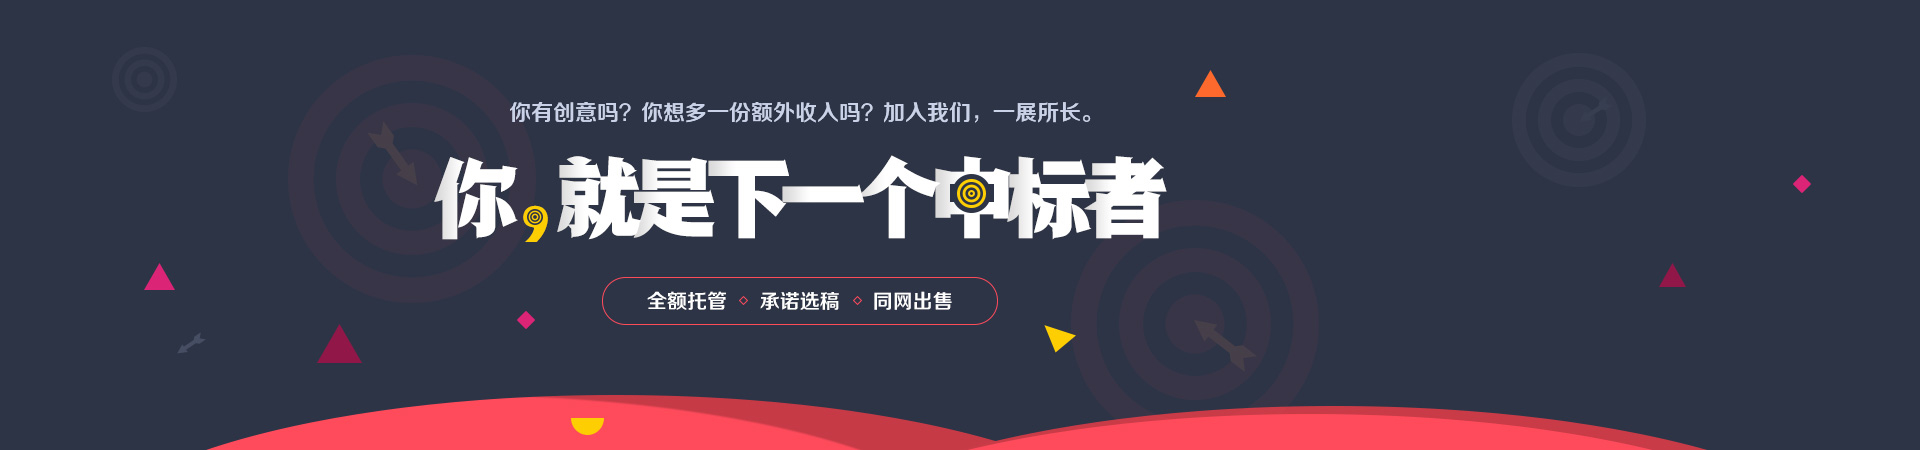 你有创意吗？你想多一份额外收入吗？加入我们，一展所长。
你,就是下一个中标者
全额托管 ◇ 承诺选稿 ◇ 同网出售